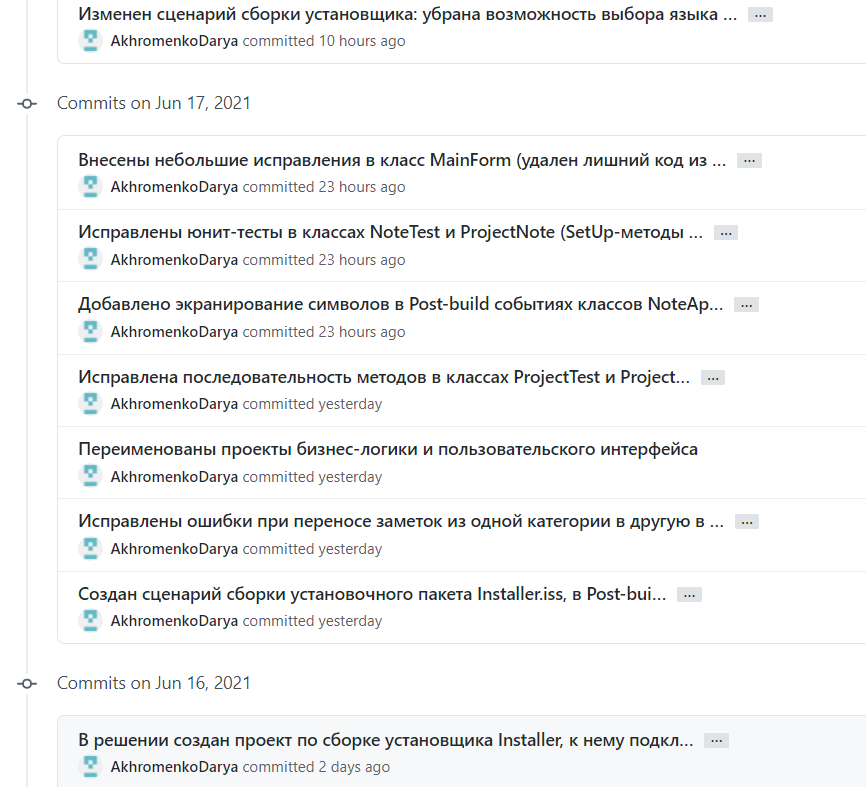 Изменен сценарий сборки установщика: убрана возможность выбора языка ... ...
AkhromenkoDarya committed 10 hours ago
Commits on Jun 17, 2021
Внесены небольшие исправления в класс MainForm (удален лишний код из ... ...
AkhromenkoDarya committed 23 hours ago
Исправлены юнит-тесты в классах NoteTest и ProjectNote (SetUp-методы ... ...
AkhromenkoDarya committed 23 hours ago
Добавлено экранирование символов в Post-build событиях классов NoteAp... ...
AkhromenkoDarya committed 23 hours ago
Исправлена последовательность методов в классах ProjectTest и Project... ...
AkhromenkoDarya committed yesterday
Переименованы проекты бизнес-логики и пользовательского интерфейса
AkhromenkoDarya committed yesterday
Исправлены ошибки при переносе заметок из одной категории в другую в ... ...
AkhromenkoDarya committed yesterday
Создан сценарий сборки установочного пакета Installer.iss, в Post-bui... ...
AkhromenkoDarya committed yesterday
Commits on Jun 16, 2021
В решении создан проект по сборке установщика Installer, к нему подкл... ...
AkhromenkoDarya committed 2 days ago